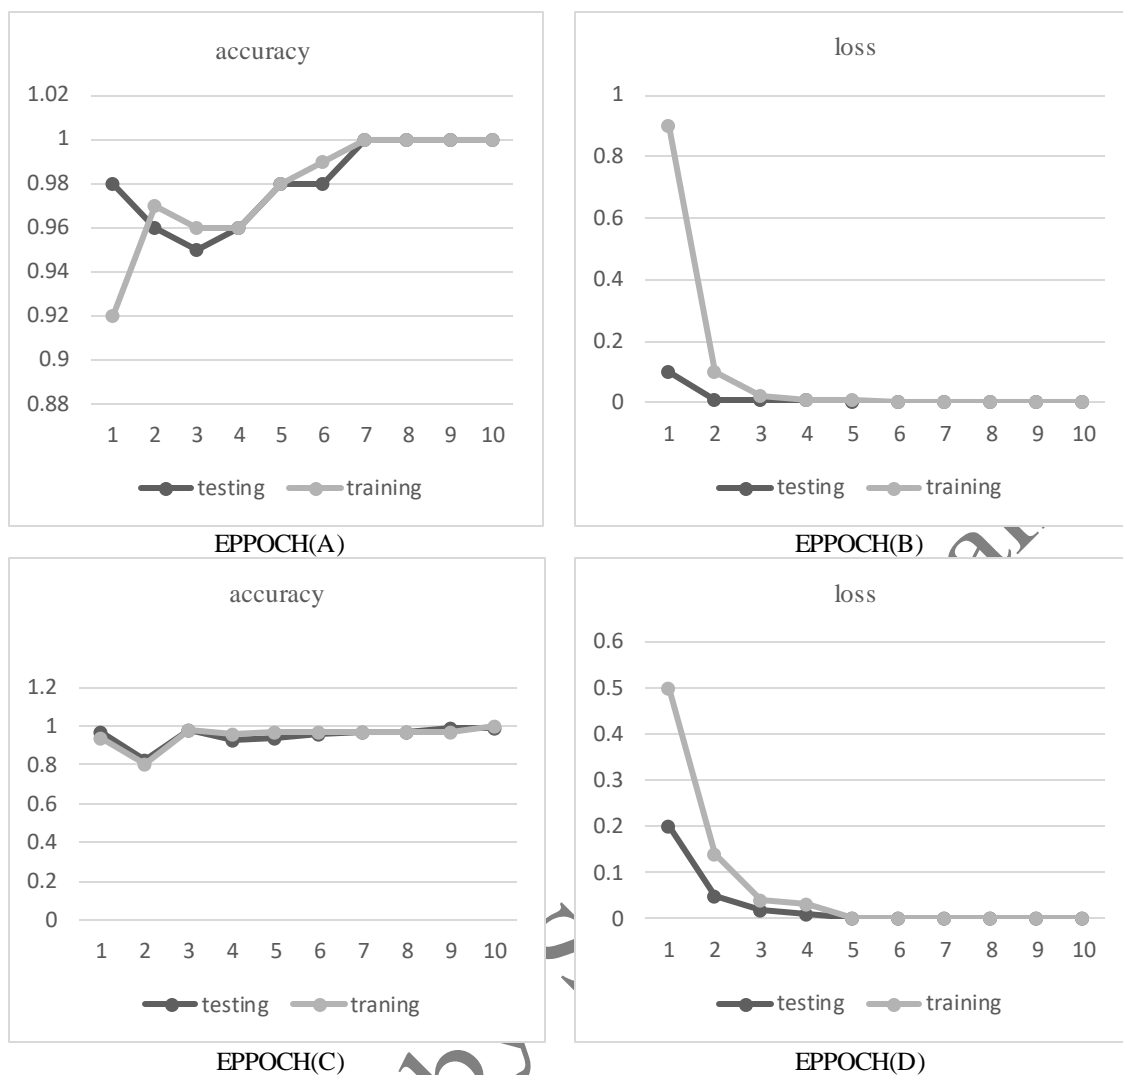 accuracy
1.02
1
0.98
0.96
0.94
0.92
0.9
0.88
1 2 3 4 5 6 7 8 9 10
testing training
EPPOCH(A)
loss
1
0.8
0.6
0.4
0.2
0
1 2 3 4 5 6 7 8 9 10
testing training
EPPOCH(B)
accuracy
1.2
1
0.8
0.6
0.4
0.2
0
1 2 3 4 5 6 7 8 9 10
testing traning
EPPOCH(C)
loss
0.6
0.5
0.4
0.3
0.2
0.1
0
1 2 3 4 5 6 7 8 9 10
testing training
EPPOCH(D)